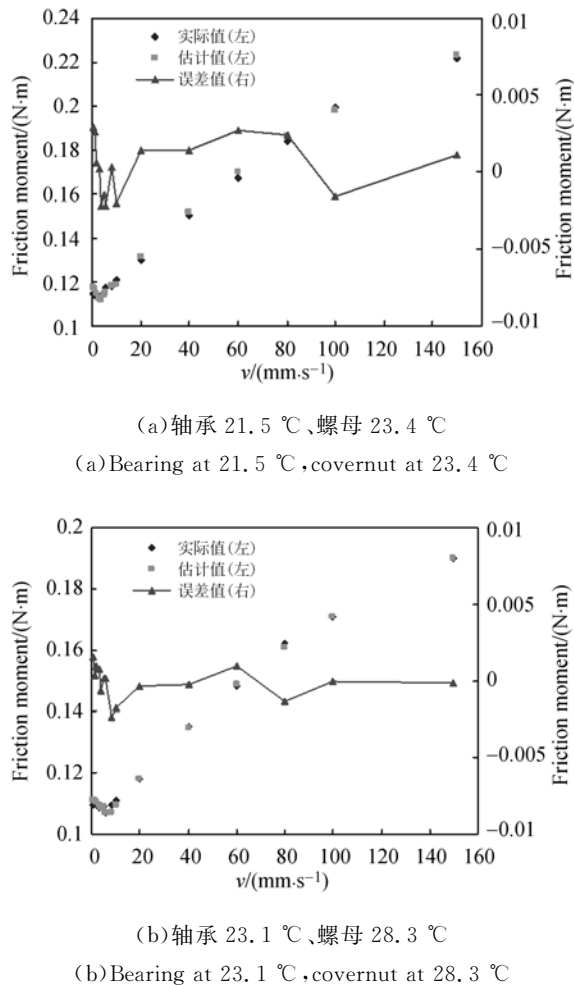 0.24
0.22
0.2
0.18
0.16
0.14
0.12
0.1
Friction moment/(N·m)
实际值(左)
估计值(左)
误差值(右)
0.01
0.005
0
−0.005
−0.01
Friction moment/(N·m)
0 20 40 60 80 100 120 140 160
v/(mm·s⁻¹)
(a)轴承 21.5 ℃、螺母 23.4 ℃
(a)Bearing at 21.5 ℃,covernut at 23.4 ℃
0.2
0.18
0.16
0.14
0.12
0.1
Friction moment/(N·m)
实际值(左)
估计值(左)
误差值(右)
0.01
0.005
0
−0.005
−0.01
Friction moment/(N·m)
0 20 40 60 80 100 120 140 160
v/(mm·s⁻¹)
(b)轴承 23.1 ℃、螺母 28.3 ℃
(b)Bearing at 23.1 ℃,covernut at 28.3 ℃